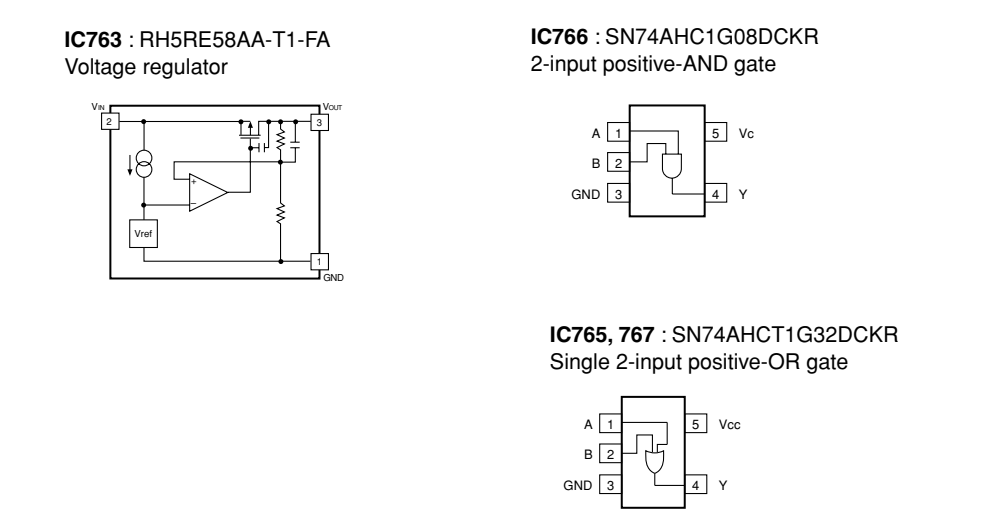 IC763 : RH5RE58AA-T1-FA
Voltage regulator
VIN
2
VOUT
3
+
–
Vref
1
GND
IC766 : SN74AHC1G08DCKR
2-input positive-AND gate
A 1
5 Vc
B 2
GND 3
4 Y
IC765, 767 : SN74AHCT1G32DCKR
Single 2-input positive-OR gate
A 1
5 Vcc
B 2
GND 3
4 Y